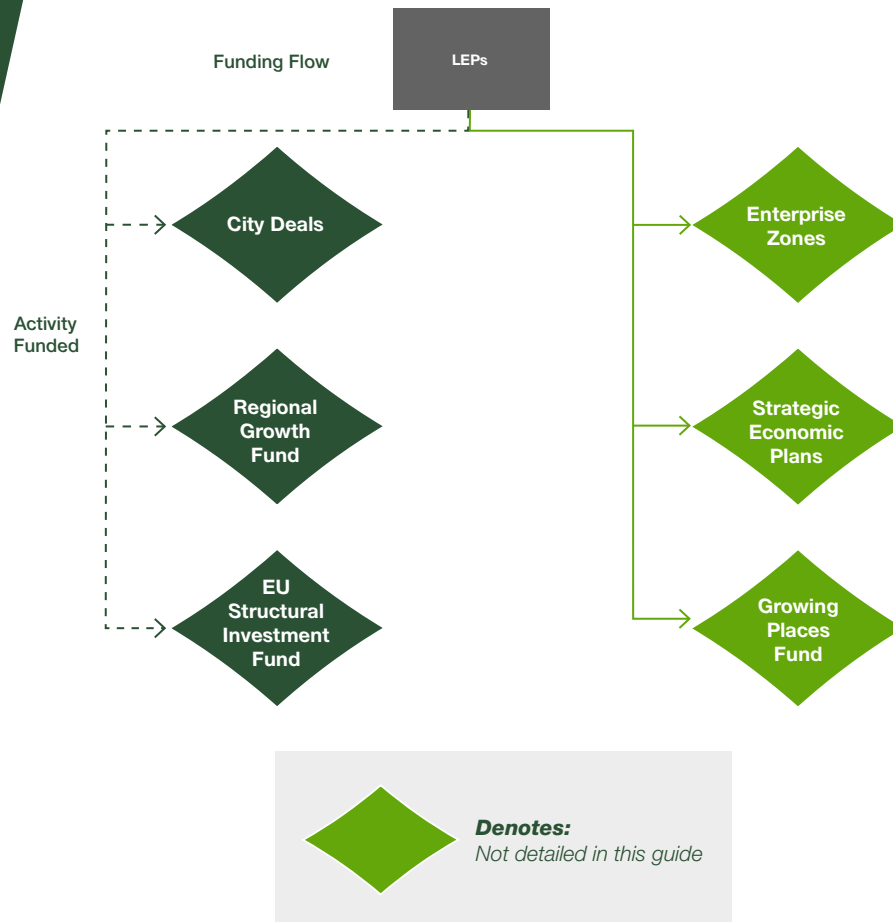 Funding Flow
LEPs
City Deals
Enterprise
Zones
Activity
Funded
Regional
Growth
Fund
Strategic
Economic
Plans
EU
Structural
Investment
Fund
Growing
Places
Fund
Denotes:
Not detailed in this guide